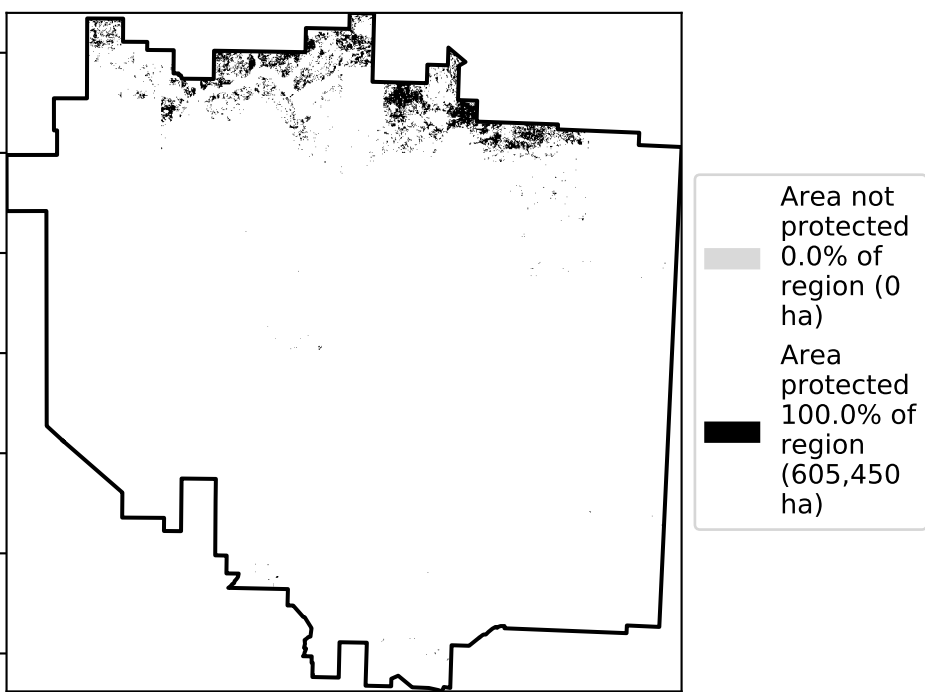 Area not
protected
0.0% of
region (0
ha)
Area
protected
100.0% of
region
(605,450
ha)